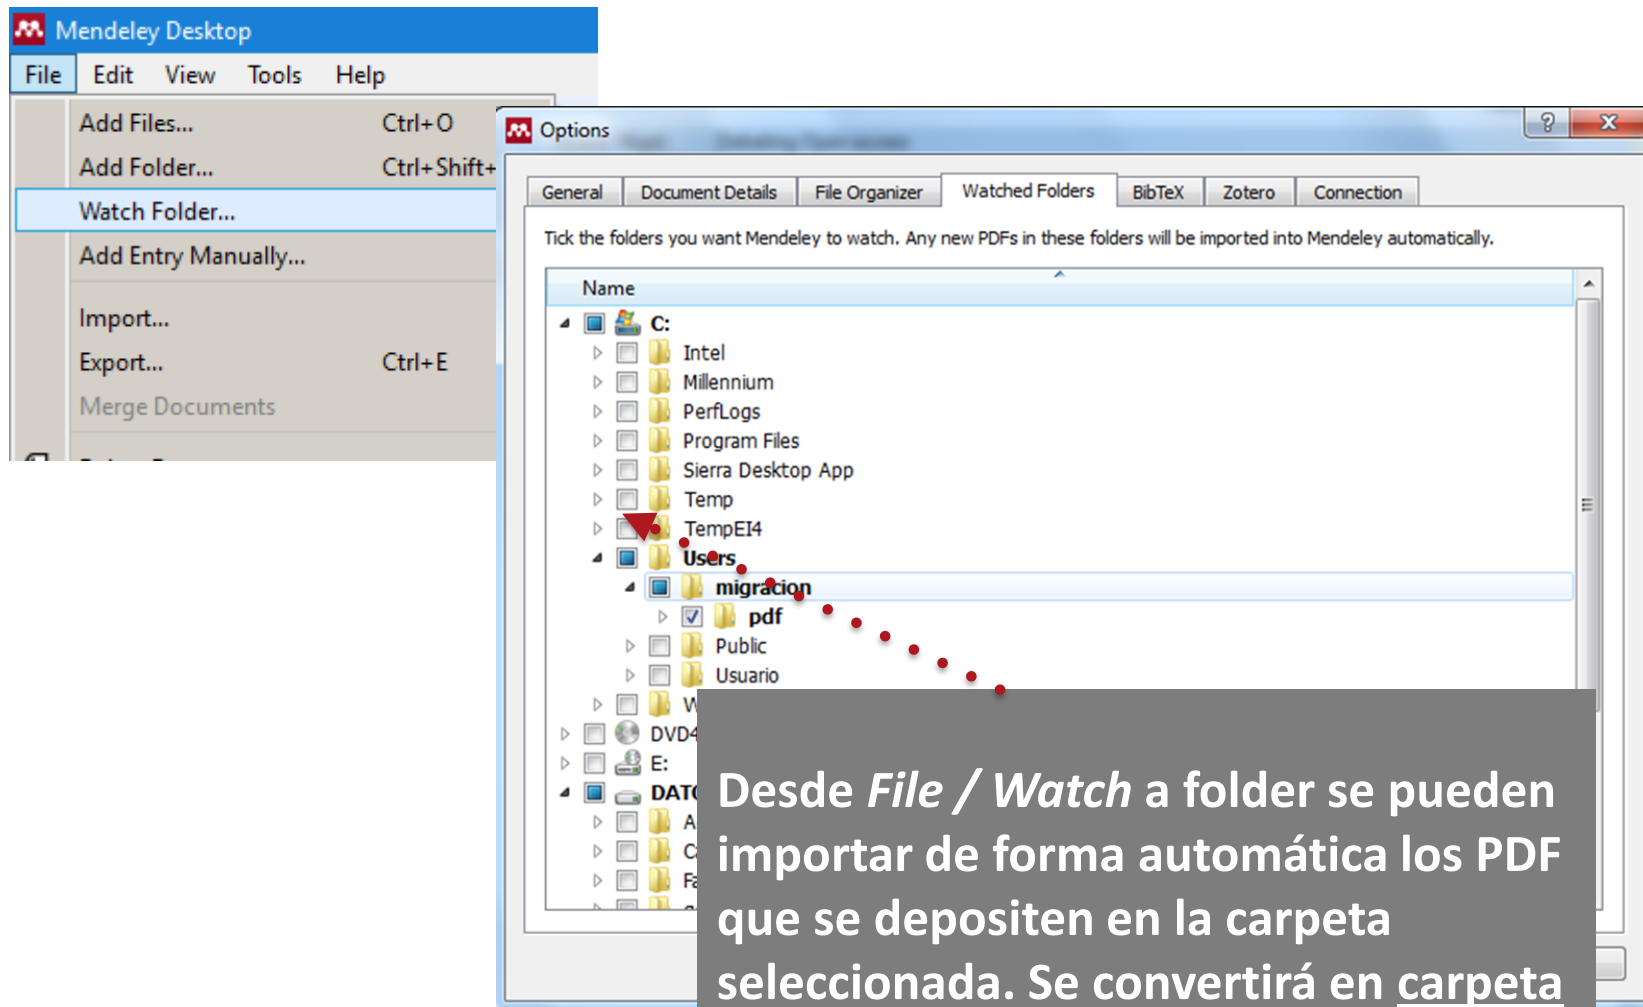 Mendeley Desktop
File Edit View Tools Help
Add Files... Ctrl+O
Add Folder... Ctrl+Shift+
Watch Folder...
Add Entry Manually...
Import...
Export... Ctrl+E
Merge Documents
Options
General Document Details File Organizer Watched Folders BibTeX Zotero Connection
Tick the folders you want Mendeley to watch. Any new PDFs in these folders will be imported into Mendeley automatically.
Name
C:
Intel
Millennium
PerfLogs
Program Files
Sierra Desktop App
Temp
TempEI4
Users
migracion
pdf
Public
Usuario
W
DVD4
E:
DATO
A
Ca
Fa
Desde File / Watch a folder se pueden
importar de forma automática los PDF
que se depositen en la carpeta
seleccionada. Se convertirá en carpeta